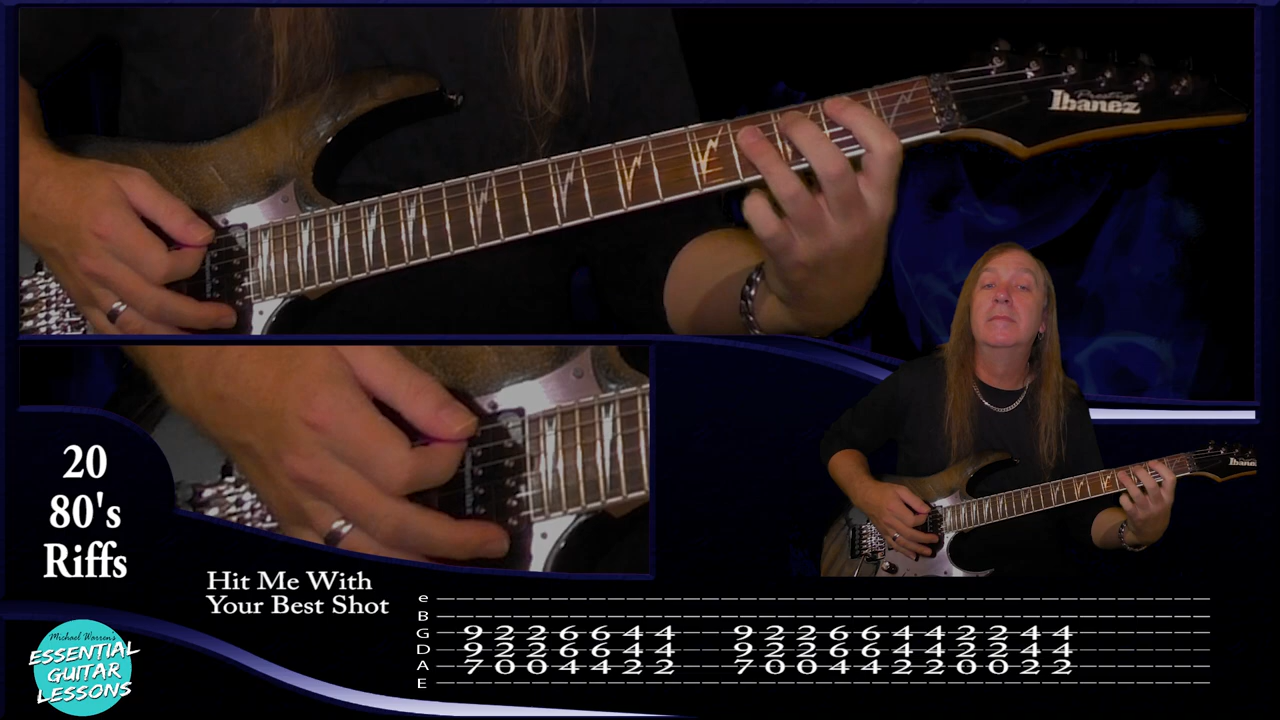 Prestige
Ibanez
Ibanez
20
80's
Riffs
Hit Me With
Your Best Shot
e
B
G 9 2 2 6 6 4 4 9 2 2 6 6 4 4 2 2 4 4
D 9 2 2 6 6 4 4 9 2 2 6 6 4 4 2 2 4 4
A 7 0 0 4 4 2 2 7 0 0 4 4 2 2 0 0 2 2
E
Michael Warren's
ESSENTIAL
GUITAR
LESSONS